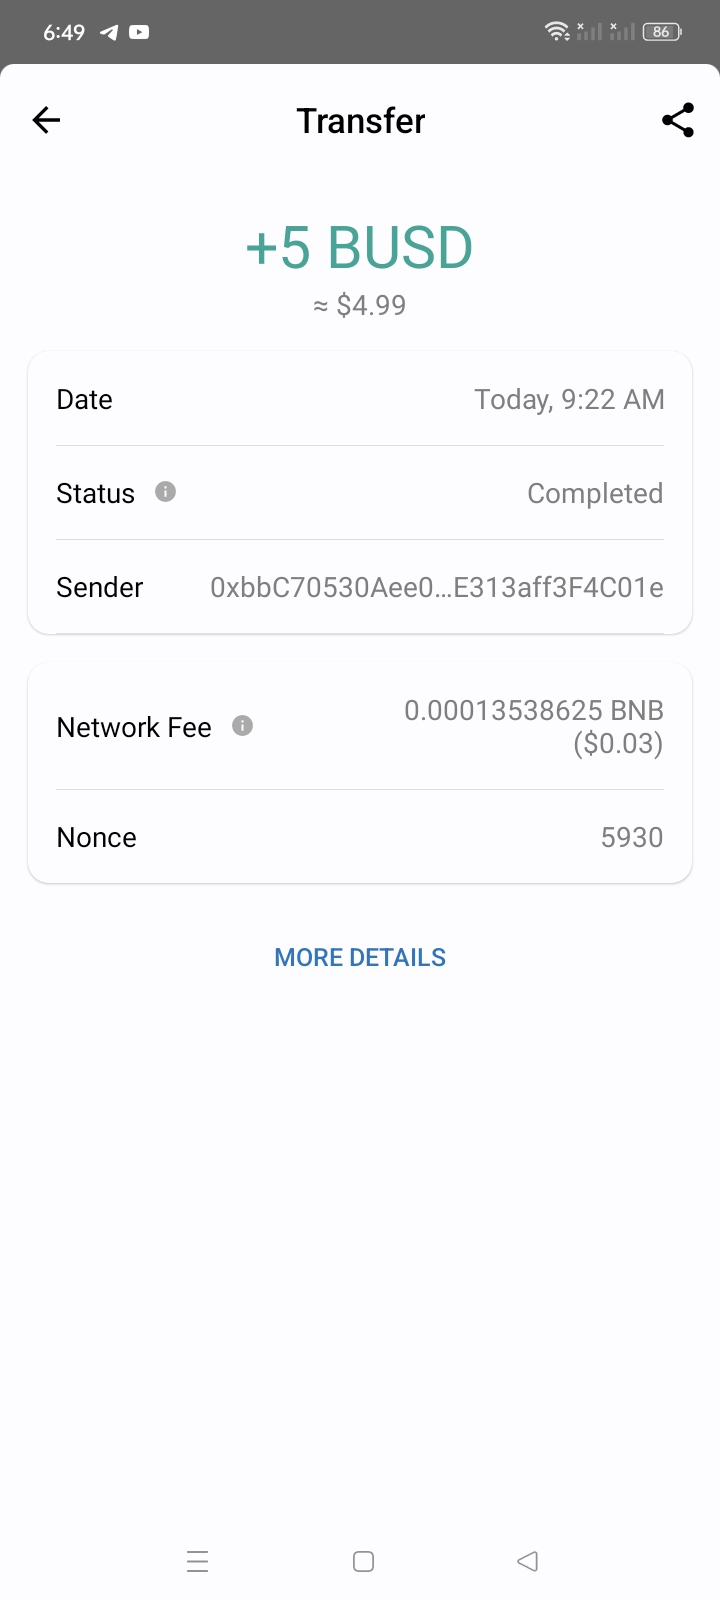 6:49
86
Transfer
+5 BUSD
≈ $4.99
Date Today, 9:22 AM
Status Completed
Sender 0xbbC70530Aee0...E313aff3F4C01e
Network Fee 0.00013538625 BNB
($0.03)
Nonce 5930
MORE DETAILS